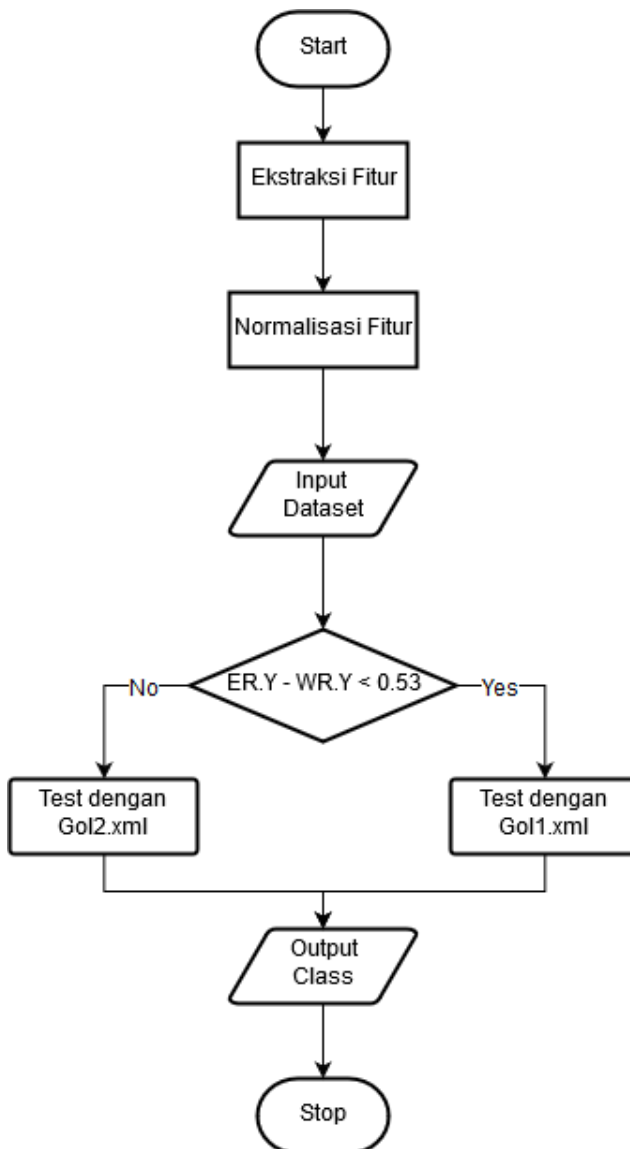 Start
Ekstraksi Fitur
Normalisasi Fitur
Input
Dataset
ER.Y - WR.Y < 0.53
No
Yes
Test dengan
Gol2.xml
Test dengan
Gol1.xml
Output
Class
Stop